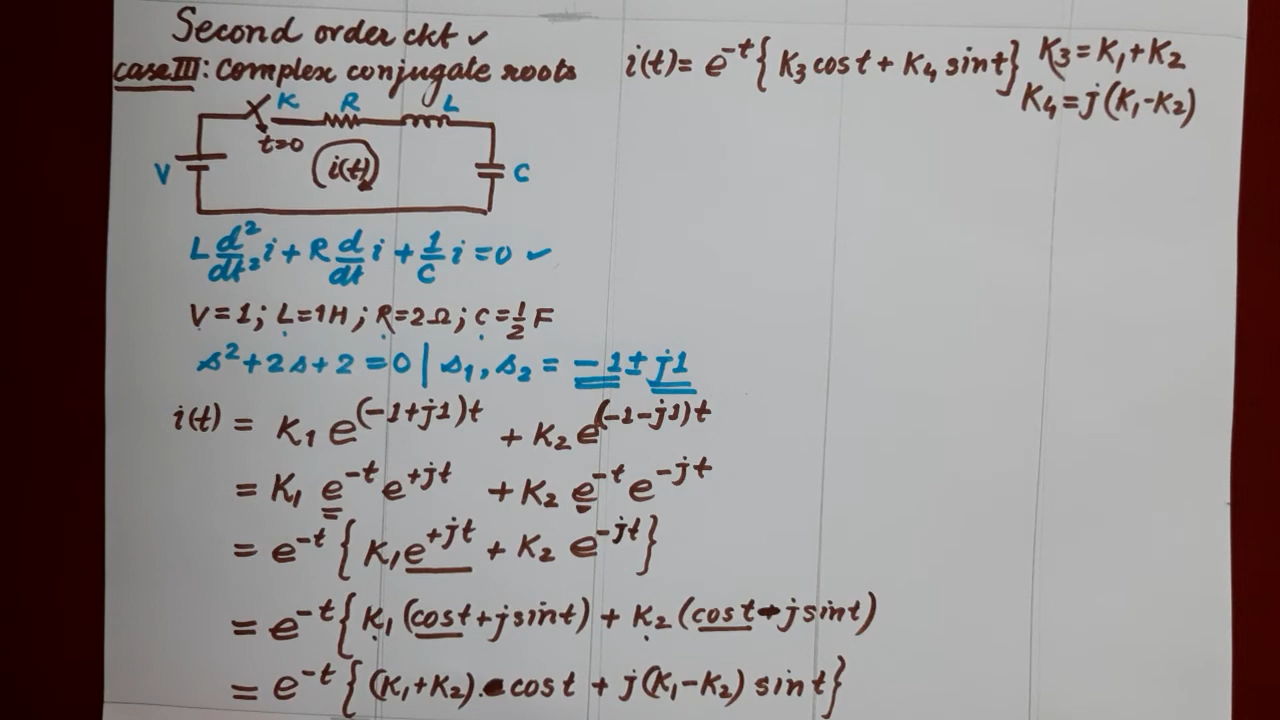 Second order ckt ✓
case III: Complex conjugate roots
K R L
t=0
i(t)
V
C
L d²/dt² i + R d/dt i + 1/C i = 0 ✓
V=1; L=1H; R=2Ω; C=1/2 F
s²+2s+2=0 | s₁, s₂ = -1±j1
i(t) = K₁ e^(-1+j1)t + K₂ e^(-1-j1)t
= K₁ e^-t e^+jt + K₂ e^-t e^-jt
= e^-t { K₁ e^+jt + K₂ e^-jt }
= e^-t { K₁ (cost+jsint) + K₂ (cost-jsint)
= e^-t { (K₁+K₂). cost + j(K₁-K₂) sint }
i(t) = e^-t { K₃ cost + K₄ sint } K₃ = K₁+K₂
K₄ = j(K₁-K₂)